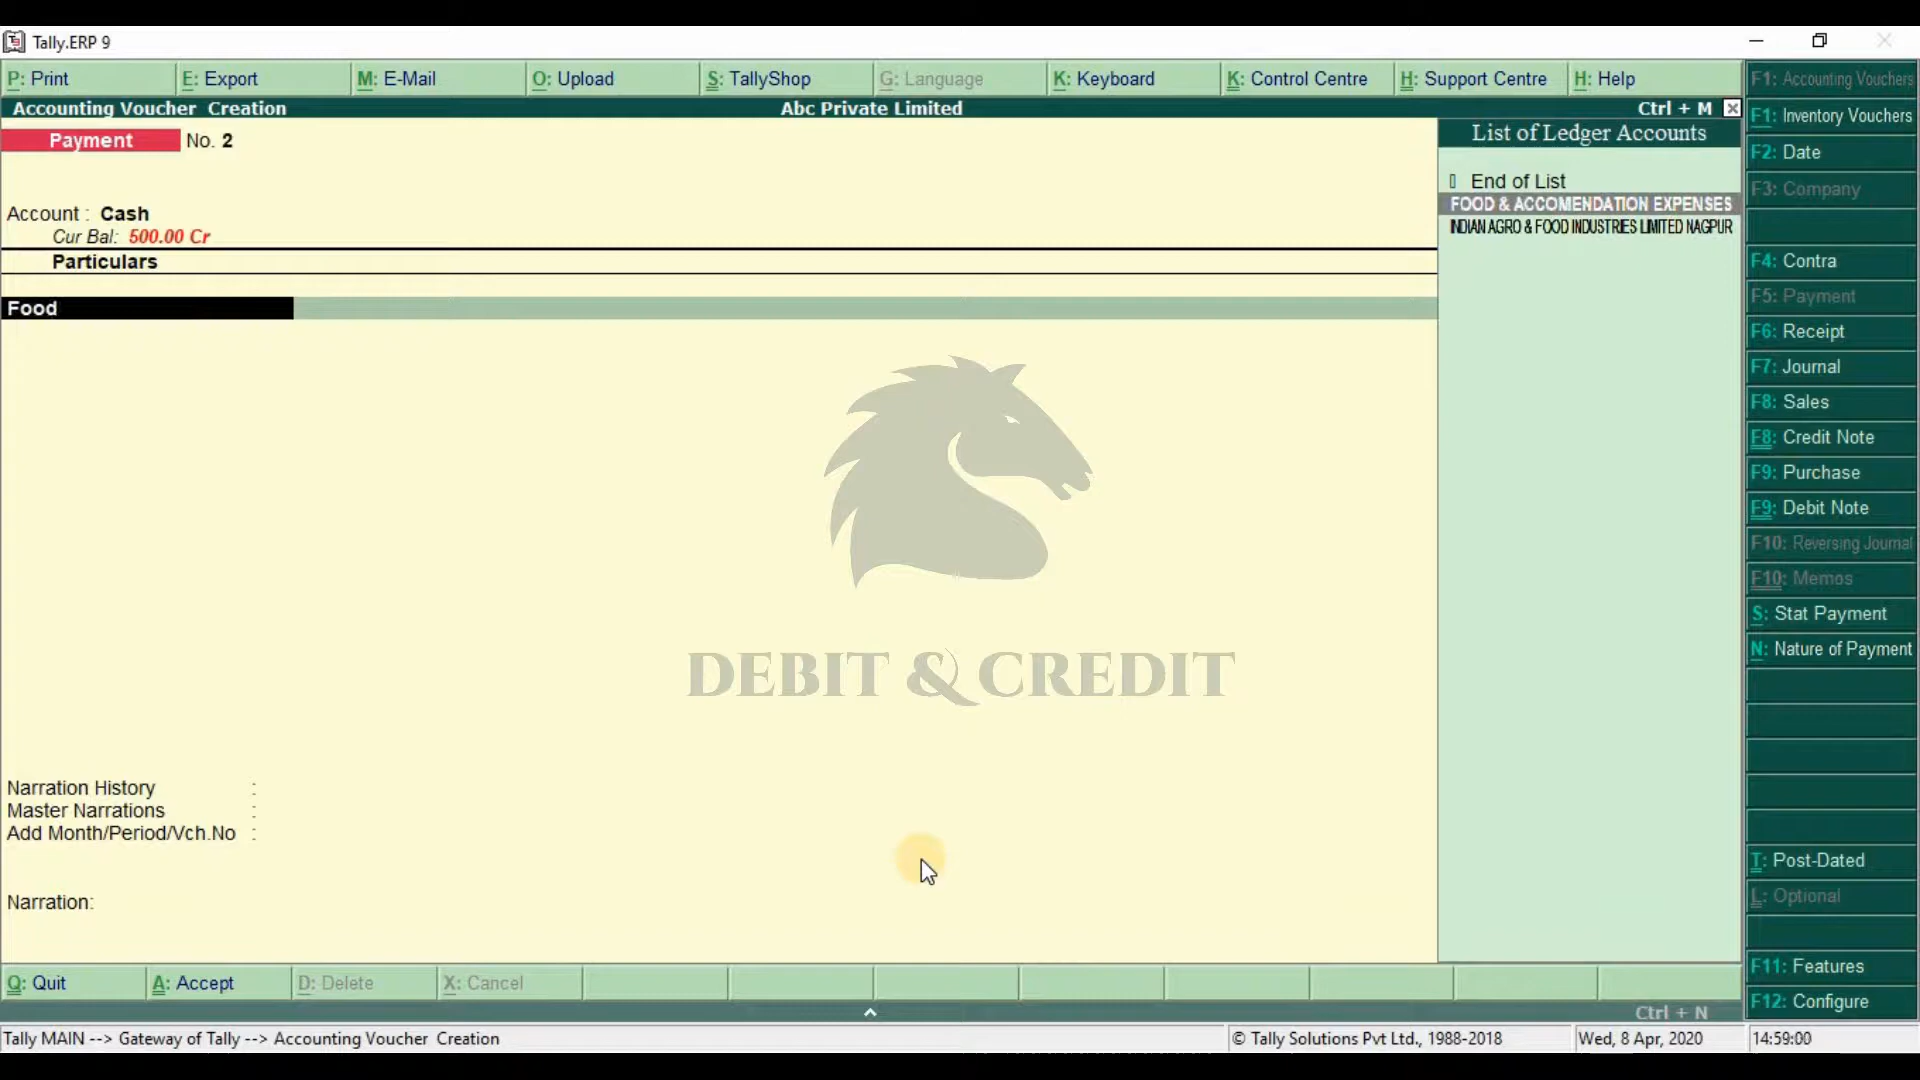 Tally.ERP 9
P: Print E: Export M: E-Mail O: Upload S: TallyShop G: Language K: Keyboard K: Control Centre H: Support Centre H: Help
Accounting Voucher Creation Abc Private Limited Ctrl + M
Payment No. 2
Account : Cash
Cur Bal: 500.00 Cr
Particulars
Food
DEBIT & CREDIT
Narration History :
Master Narrations :
Add Month/Period/Vch.No :
Narration:
List of Ledger Accounts
End of List
FOOD & ACCOMENDATION EXPENSES
INDIAN AGRO & FOOD INDUSTRIES LIMITED NAGPUR
F1: Accounting Vouchers
F1: Inventory Vouchers
F2: Date
F3: Company
F4: Contra
F5: Payment
F6: Receipt
F7: Journal
F8: Sales
F8: Credit Note
F9: Purchase
F9: Debit Note
F10: Reversing Journal
F10: Memos
S: Stat Payment
N: Nature of Payment
T: Post-Dated
L: Optional
F11: Features
F12: Configure
Q: Quit A: Accept D: Delete X: Cancel
Ctrl + N
Tally MAIN --> Gateway of Tally --> Accounting Voucher Creation © Tally Solutions Pvt Ltd., 1988-2018 Wed, 8 Apr, 2020 14:59:00